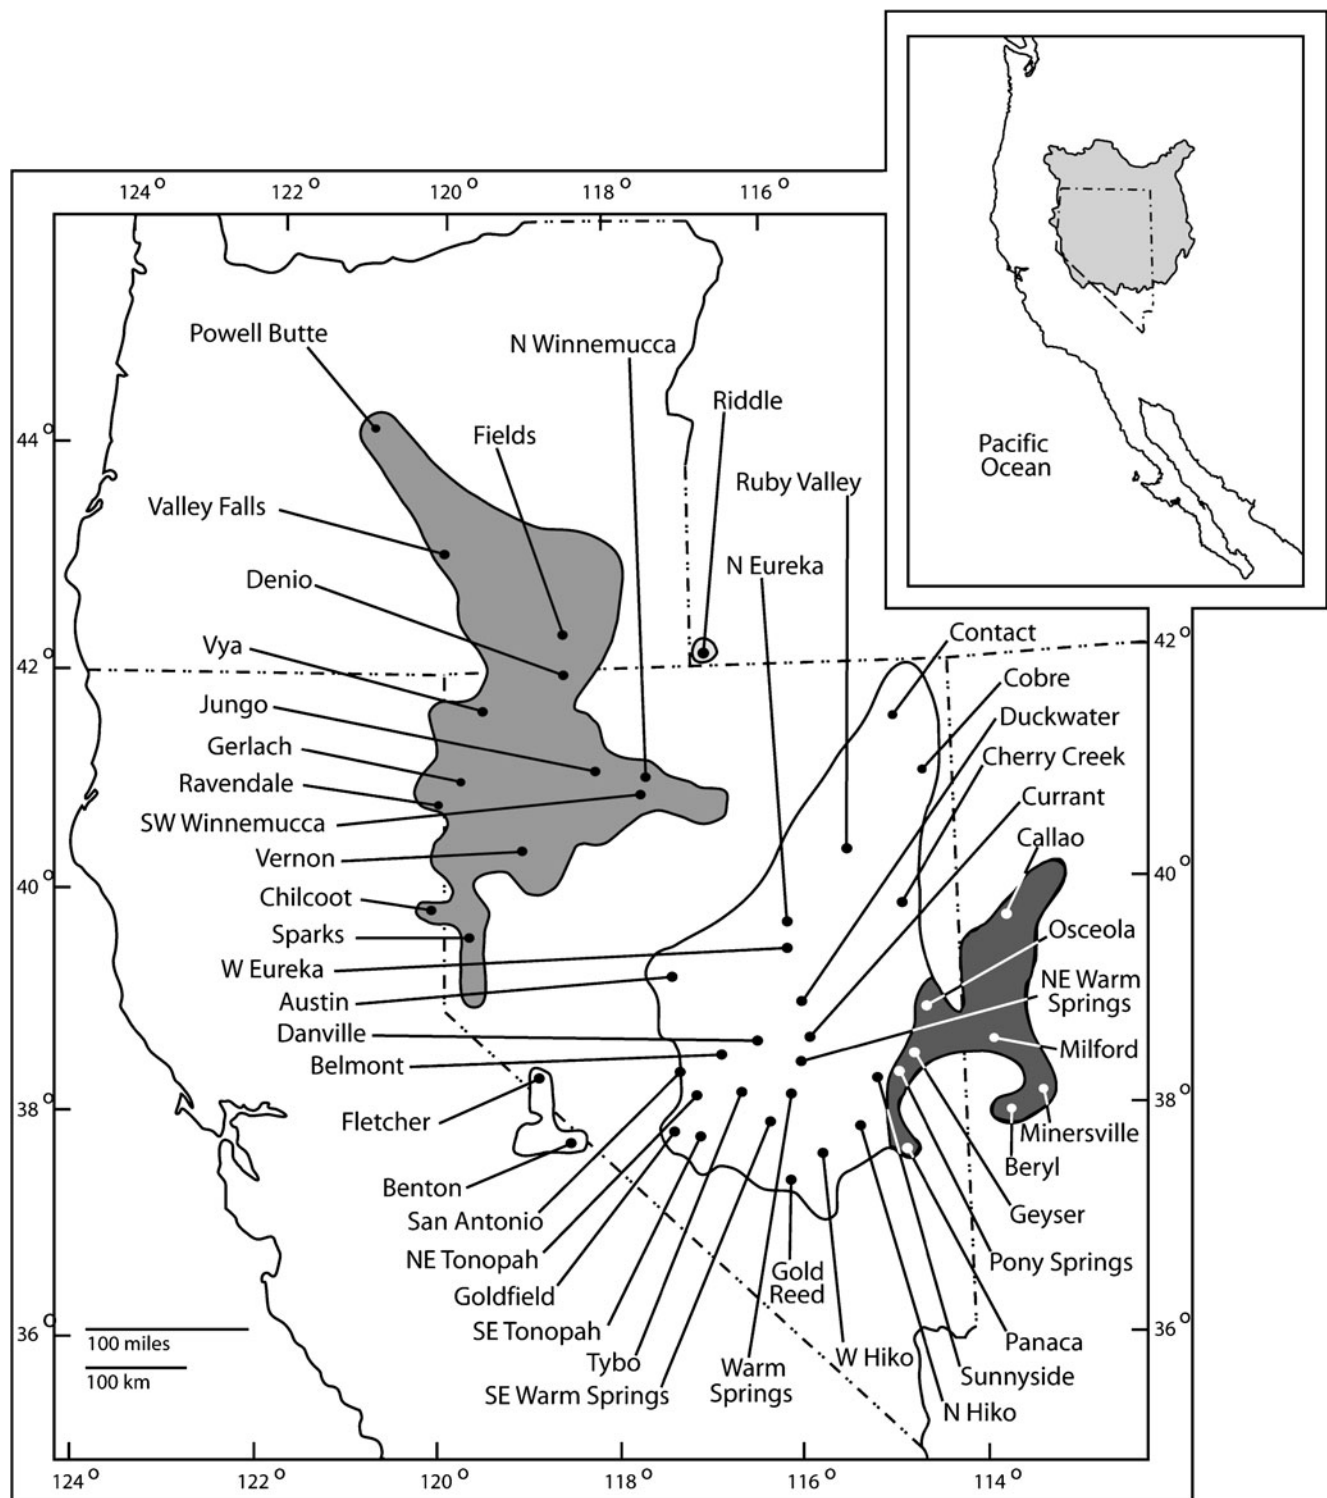 124 o
122 o
120 o
118 o
116 o
Pacific
Ocean
Powell Butte
N Winnemucca
Riddle
44 o
Fields
Ruby Valley
Valley Falls
N Eureka
Denio
Contact
42 o
Vya
42 o
Cobre
Jungo
Duckwater
Gerlach
Cherry Creek
Ravendale
Currant
SW Winnemucca
Callao
Vernon
40 o
40 o
Chilcoot
Osceola
Sparks
W Eureka
NE Warm
Springs
Austin
Danville
Milford
Belmont
38 o
38 o
Fletcher
Minersville
Beryl
Benton
Geyser
San Antonio
NE Tonopah
Pony Springs
Gold
Reed
Goldfield
36 o
36 o
SE Tonopah
100 miles
Panaca
Tybo
W Hiko
Warm
Springs
100 km
Sunnyside
SE Warm Springs
N Hiko
124 o
122 o
120 o
118 o
116 o
114 o